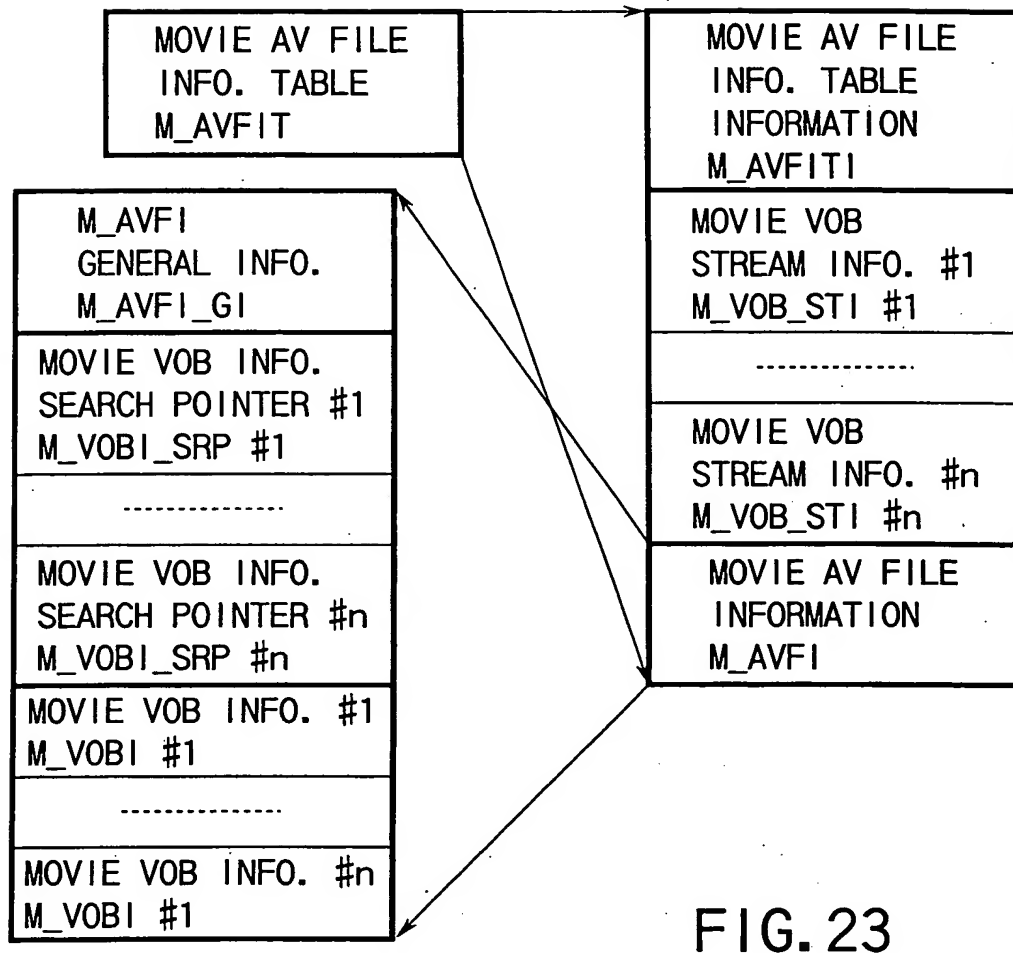 MOVIE AV FILE
INFO. TABLE
M_AVFIT
MOVIE AV FILE
INFO. TABLE
INFORMATION
M_AVFITI
MOVIE VOB
STREAM INFO. #1
M_VOB_STI #1
MOVIE VOB
STREAM INFO. #n
M_VOB_STI #n
MOVIE AV FILE
INFORMATION
M_AVFI
M_AVFI
GENERAL INFO.
M_AVFI_GI
MOVIE VOB INFO.
SEARCH POINTER #1
M_VOBI_SRP #1
MOVIE VOB INFO.
SEARCH POINTER #n
M_VOBI_SRP #n
MOVIE VOB INFO. #1
M_VOBI #1
MOVIE VOB INFO. #n
M_VOBI #1
FIG. 23